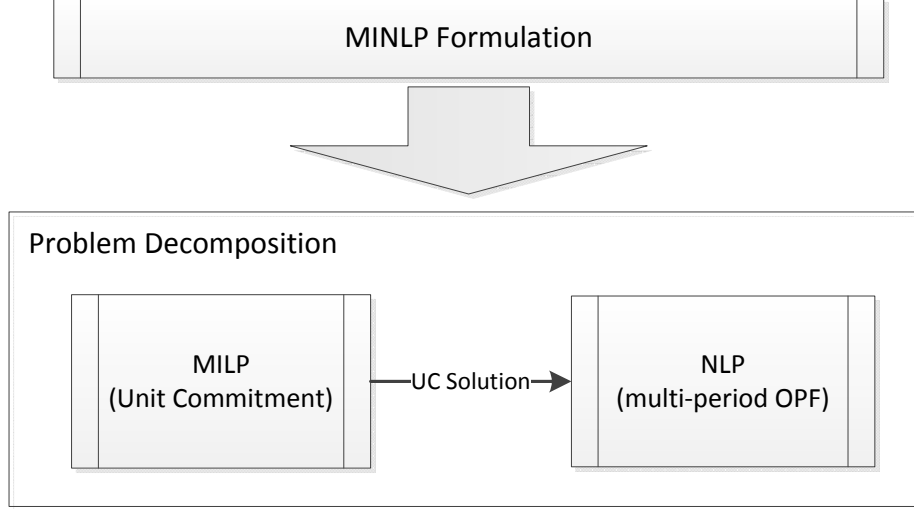 MINLP Formulation
Problem Decomposition
MILP
(Unit Commitment)
UC Solution
NLP
(multi-period OPF)